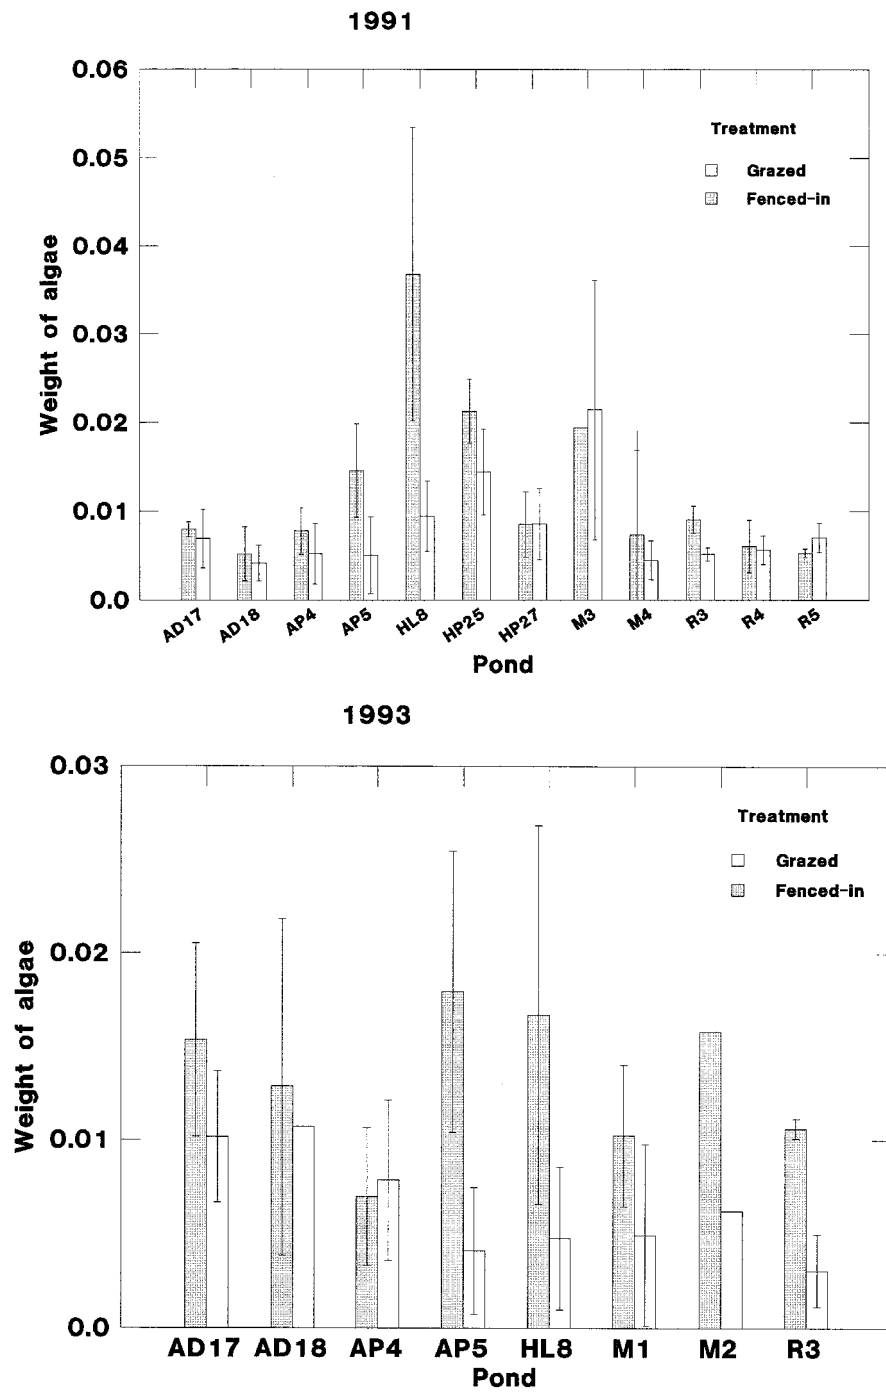 1991
0.06
0.05
0.04
0.03
0.02
0.01
0.0
Weight of algae
Treatment
Grazed
Fenced-in
AD17 AD18 AP4 AP5 HL8 HP25 HP27 M3 M4 R3 R4 R5
Pond
1993
0.03
0.02
0.01
0.0
Weight of algae
Treatment
Grazed
Fenced-in
AD17 AD18 AP4 AP5 HL8 M1 M2 R3
Pond